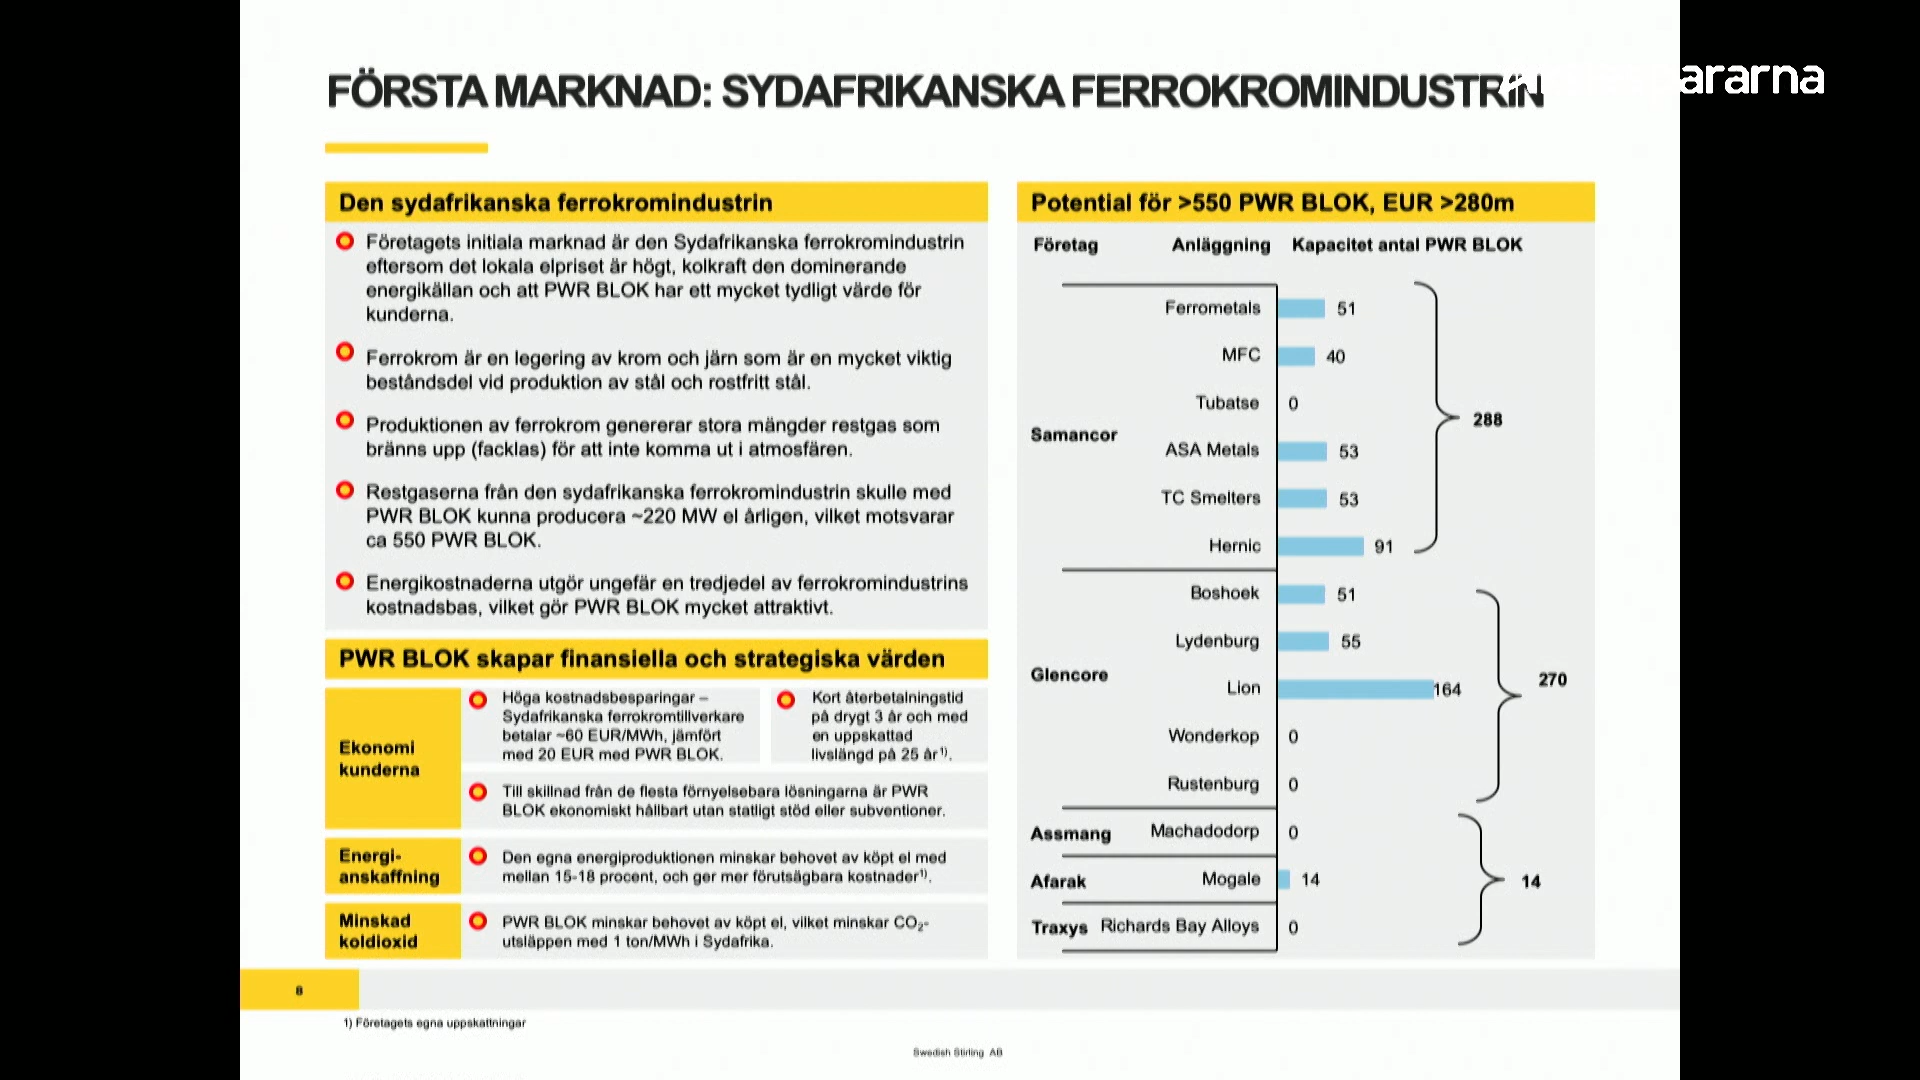 FÖRSTA MARKNAD: SYDAFRIKANSKA FERROKROMINDUSTRIN
Den sydafrikanska ferrokromindustrin
Företagets initiala marknad är den Sydafrikanska ferrokromindustrin
eftersom det lokala elpriset är högt, kolkraft den dominerande
energikällan och att PWR BLOK har ett mycket tydligt värde för
kunderna.
Ferrokrom är en legering av krom och järn som är en mycket viktig
beståndsdel vid produktion av stål och rostfritt stål.
Produktionen av ferrokrom genererar stora mängder restgas som
bränns upp (facklas) för att inte komma ut i atmosfären.
Restgaserna från den sydafrikanska ferrokromindustrin skulle med
PWR BLOK kunna producera ~220 MW el årligen, vilket motsvarar
ca 550 PWR BLOK.
Energikostnaderna utgör ungefär en tredjedel av ferrokromindustrins
kostnadsbas, vilket gör PWR BLOK mycket attraktivt.
PWR BLOK skapar finansiella och strategiska värden
Ekonomi
kunderna
Höga kostnadsbesparingar –
Sydafrikanska ferrokromtillverkare
betalar ~60 EUR/MWh, jämfört
med 20 EUR med PWR BLOK.
Kort återbetalningstid
på drygt 3 år och med
en uppskattad
livslängd på 25 år¹⁾.
Till skillnad från de flesta förnyelsebara lösningarna är PWR
BLOK ekonomiskt hållbart utan statligt stöd eller subventioner.
Energi-
anskaffning
Den egna energiproduktionen minskar behovet av köpt el med
mellan 15-18 procent, och ger mer förutsägbara kostnader¹⁾.
Minskad
koldioxid
PWR BLOK minskar behovet av köpt el, vilket minskar CO₂-
utsläppen med 1 ton/MWh i Sydafrika.
Potential för >550 PWR BLOK, EUR >280m
Företag Anläggning Kapacitet antal PWR BLOK
Ferrometals 51
MFC 40
Tubatse 0
288
Samancor
ASA Metals 53
TC Smelters 53
Hernic 91
Boshoek 51
Lydenburg 55
Glencore 270
Lion 164
Wonderkop 0
Rustenburg 0
Assmang Machadodorp 0
Afarak Mogale 14 14
Traxys Richards Bay Alloys 0
8
1) Företagets egna uppskattningar
Swedish Stirling AB